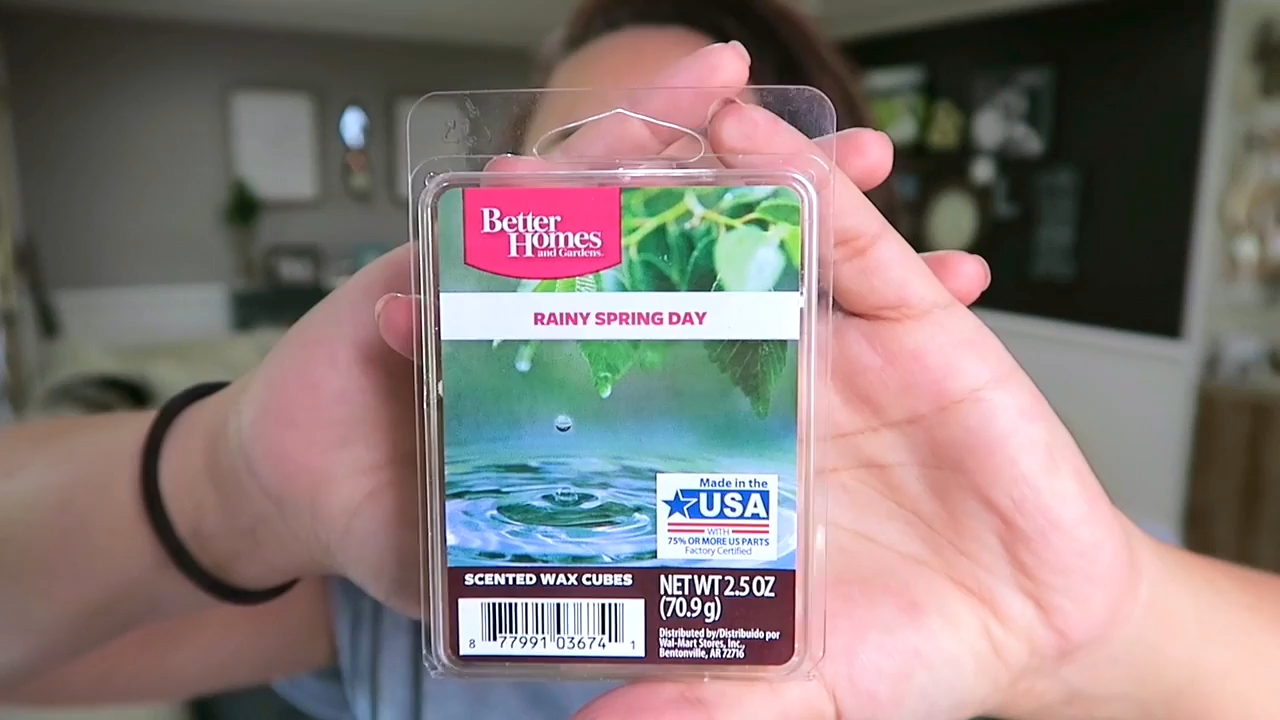 Better
Homes
and Gardens.
RAINY SPRING DAY
Made in the
USA
WITH
75% OR MORE US PARTS
Factory Certified
SCENTED WAX CUBES
NET WT 2.5 OZ
(70.9 g)
8 77991 03674 1
Distributed by/Distribuido por
Wal-Mart Stores, Inc.,
Bentonville, AR 72716